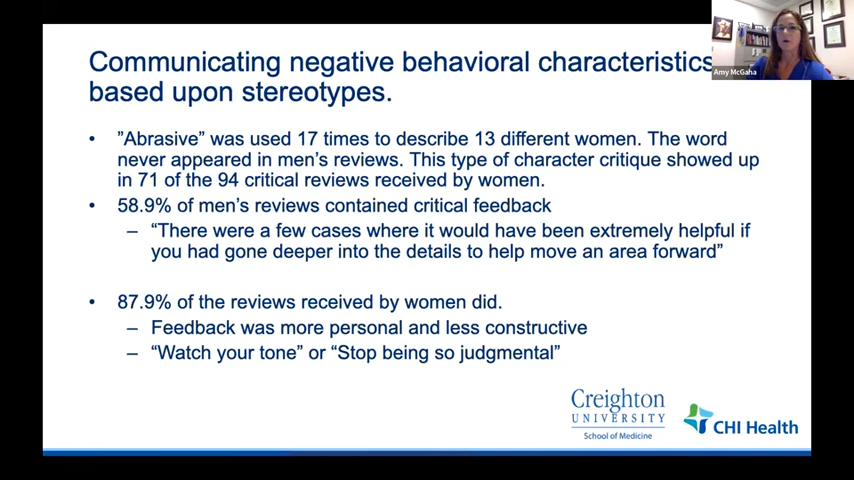 Communicating negative behavioral characteristics
based upon stereotypes.
• ”Abrasive” was used 17 times to describe 13 different women. The word
never appeared in men’s reviews. This type of character critique showed up
in 71 of the 94 critical reviews received by women.
• 58.9% of men’s reviews contained critical feedback
– “There were a few cases where it would have been extremely helpful if
you had gone deeper into the details to help move an area forward”
• 87.9% of the reviews received by women did.
– Feedback was more personal and less constructive
– “Watch your tone” or “Stop being so judgmental”
Amy McGaha
Creighton
UNIVERSITY
School of Medicine
CHI Health